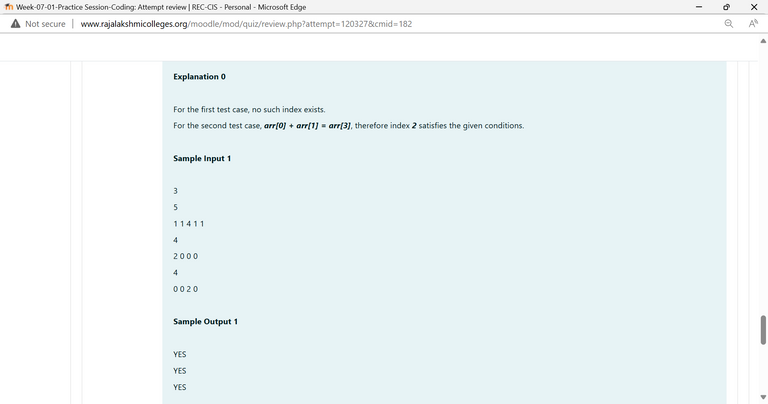 Week-07-01-Practice Session-Coding: Attempt review | REC-CIS - Personal - Microsoft Edge
Not secure | www.rajalakshmicolleges.org/moodle/mod/quiz/review.php?attempt=120327&cmid=182
Explanation 0
For the first test case, no such index exists.
For the second test case, arr[0] + arr[1] = arr[3], therefore index 2 satisfies the given conditions.
Sample Input 1
3
5
1 1 4 1 1
4
2 0 0 0
4
0 0 2 0
Sample Output 1
YES
YES
YES